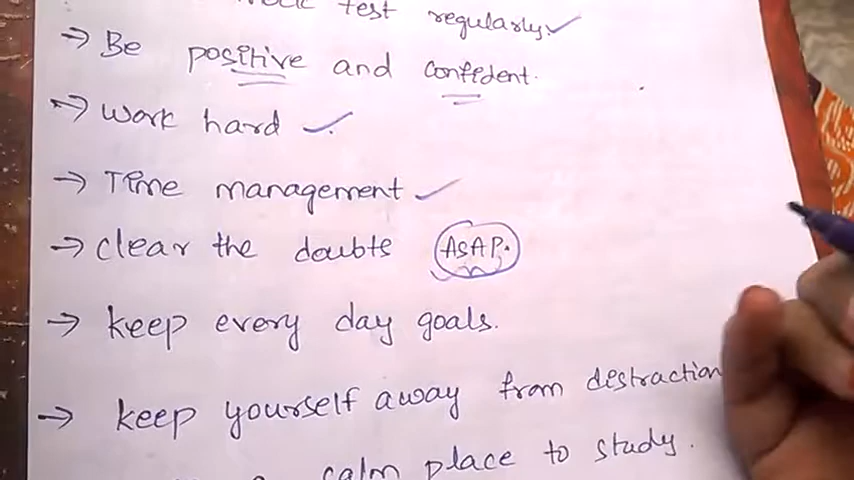 test regularly.
→ Be positive and confident.
→ Work hard
→ Time management
→ clear the doubts ASAP.
→ keep every day goals.
→ keep yourself away from distraction
calm place to study.